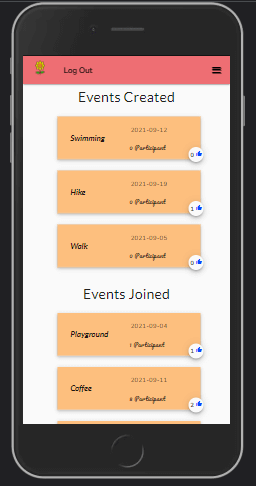 Log Out
Events Created
2021-09-12
Swimming
0 Participant
0
2021-09-19
Hike
0 Participant
1
2021-09-05
Walk
0 Participant
0
Events Joined
2021-09-04
Playground
1 Participant
1
2021-09-11
Coffee
2